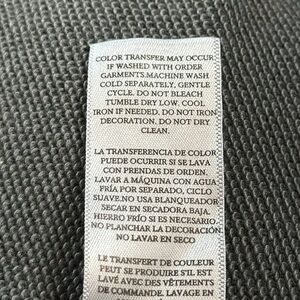 COLOR TRANSFER MAY OCCUR
IF WASHED WITH ORDER
GARMENTS.MACHINE WASH
COLD SEPARATELY, GENTLE
CYCLE. DO NOT BLEACH
TUMBLE DRY LOW. COOL
IRON IF NEEDED. DO NOT IRON
DECORATION. DO NOT DRY
CLEAN.
LA TRANSFERENCIA DE COLOR
PUEDE OCURRIR SI SE LAVA
CON PRENDAS DE ORDEN.
LAVAR A MÁQUINA CON AGUA
FRÍA POR SEPARADO, CICLO
SUAVE.NO USA BLANQUEADOR
SECAR EN SECADORA BAJA.
HIERRO FRÍO SI ES NECESARIO.
NO PLANCHAR LA DECORACIÓN.
NO LAVAR EN SECO
LE TRANSFERT DE COULEUR
PEUT SE PRODUIRE S'IL EST
LAVÉ AVEC DES VÊTEMENTS
DE COMMANDE. LAVAGE EN